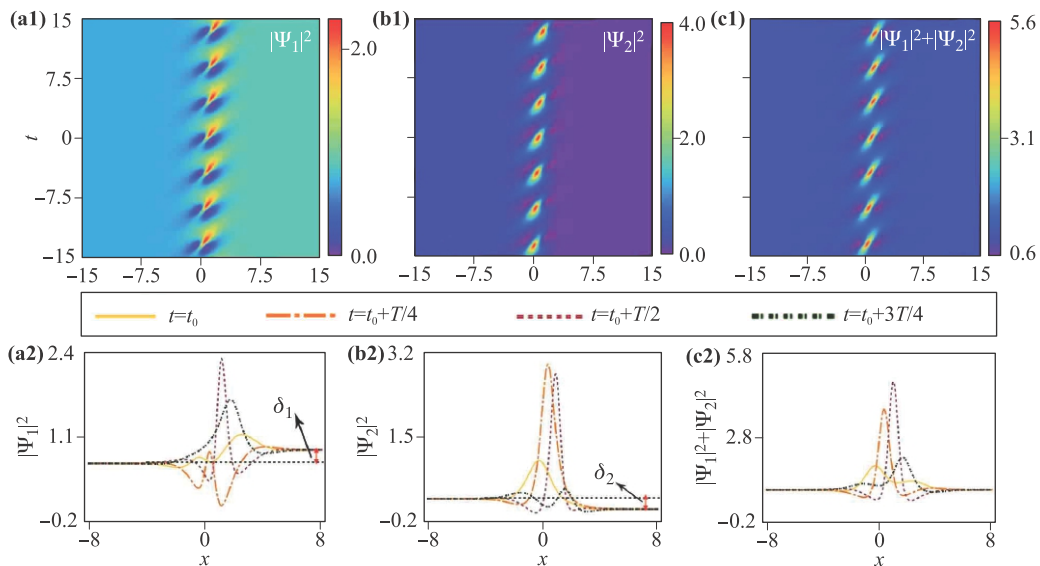 (a1) (b1) (c1)
|Ψ₁|² |Ψ₂|² |Ψ₁|²+|Ψ₂|²
t
15
7.5
0
−7.5
−15
−15 −7.5 0 7.5 15
2.0
0.0
−15 −7.5 0 7.5 15
4.0
2.0
0.0
−15 −7.5 0 7.5 15
5.6
3.1
0.6
t=t₀ t=t₀+T/4 t=t₀+T/2 t=t₀+3T/4
(a2) (b2) (c2)
|Ψ₁|²
2.4
1.1
−0.2
δ₁
−8 0 8
x
|Ψ₂|²
3.2
1.5
−0.2
δ₂
−8 0 8
x
|Ψ₁|²+|Ψ₂|²
5.8
2.8
−0.2
−8 0 8
x